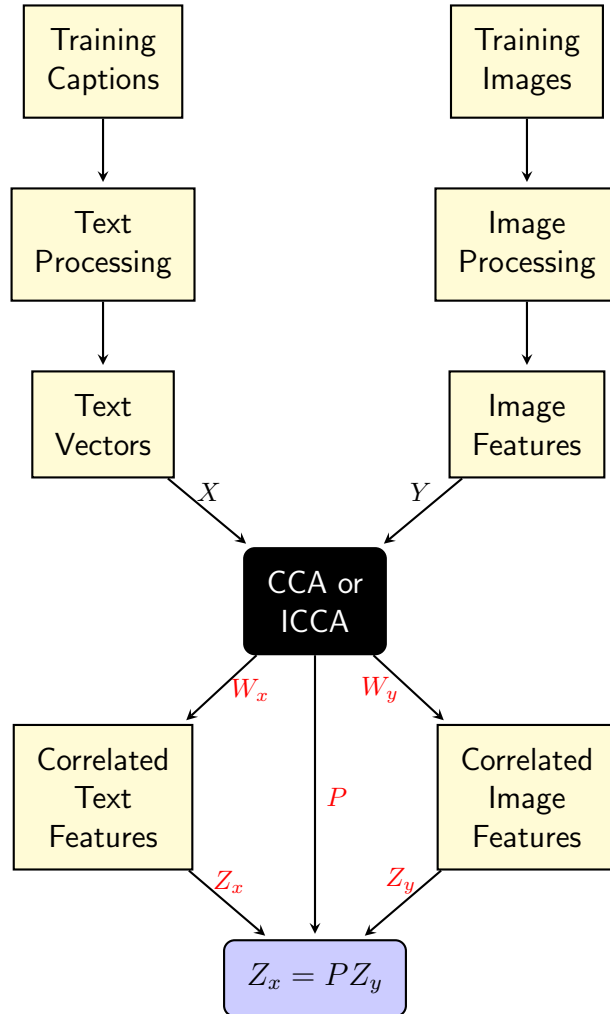 Training
Captions
Training
Images
Text
Processing
Image
Processing
Text
Vectors
Image
Features
X
Y
CCA or
ICCA
W_x
W_y
Correlated
Text
Features
P
Correlated
Image
Features
Z_x
Z_y
Z_x = PZ_y